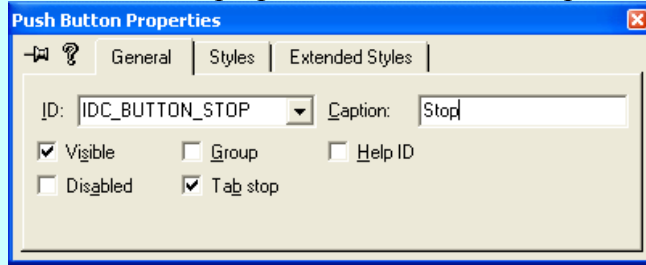 Push Button Properties
General Styles Extended Styles
ID: IDC_BUTTON_STOP Caption: Stop
Visible Group Help ID
Disabled Tab stop